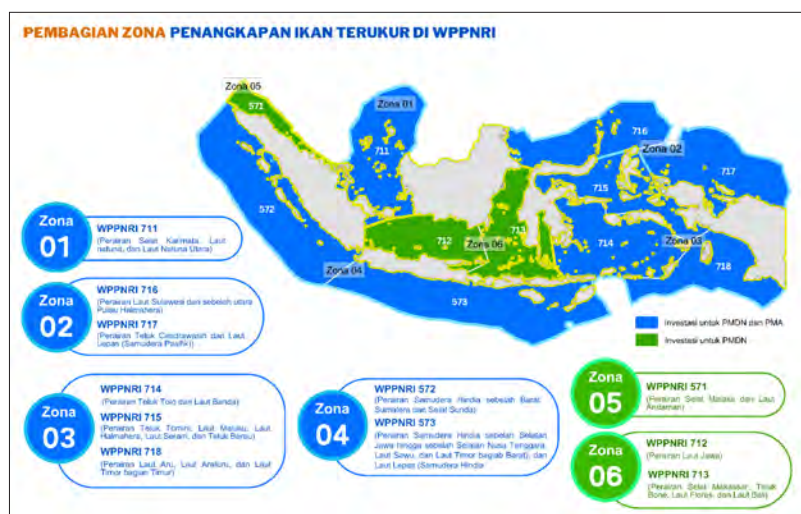 PEMBAGIAN ZONA PENANGKAPAN IKAN TERUKUR DI WPPNRI
Zona 05
571
Zona 01
711
716
Zona 02
717
715
572
712
713
Zona 06
714
Zona 03
718
Zona 04
573
Investasi untuk PMDN dan PMA
Investasi untuk PMDN
Zona
01
WPPNRI 711
(Perairan Selat Karimata, Laut
natuna, dan Laut Natuna Utara)
Zona
02
WPPNRI 716
(Perairan Laut Sulawesi dan sebelah utara
Pulau Halmahera)
WPPNRI 717
(Perairan Teluk Cendrawasih dan Laut
Lepas (Samudera Pasifik))
Zona
03
WPPNRI 714
(Perairan Teluk Tolo dan Laut Banda)
WPPNRI 715
(Perairan Teluk Tomini, Laut Maluku, Laut
Halmahera, Laut Seram, dan Teluk Berau)
WPPNRI 718
(Perairan Laut Aru, Laut Arafuru, dan Laut
Timor bagian Timur)
Zona
04
WPPNRI 572
(Perairan Samudera Hindia sebelah Barat
Sumatera dan Selat Sunda)
WPPNRI 573
(Perairan Samudera Hindia sebelah Selatan
Jawa hingga sebelah Selatan Nusa Tenggara,
Laut Sawu, dan Laut Timor bagian Barat), dan
Laut Lepas (Samudera Hindia
Zona
05
WPPNRI 571
(Perairan Selat Malaka dan Laut
Andaman)
Zona
06
WPPNRI 712
(Perairan Laut Jawa)
WPPNRI 713
(Perairan Selat Makassar, Teluk
Bone, Laut Flores, dan Laut Bali)